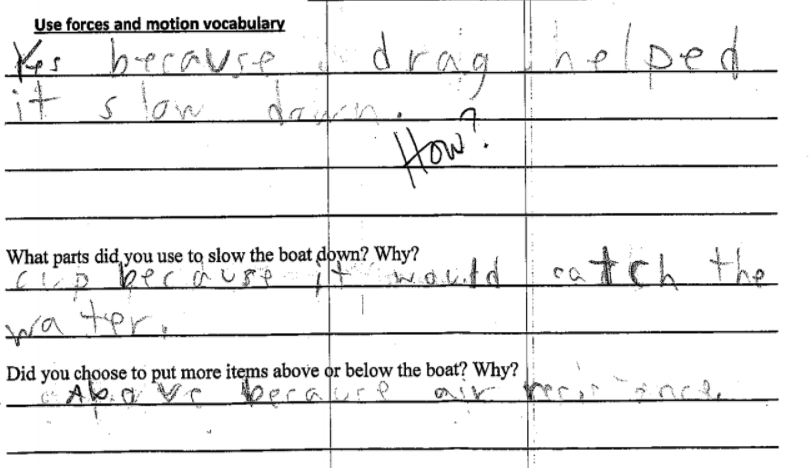 Use forces and motion vocabulary
Yes because drag helped
it slow down.
How?
What parts did you use to slow the boat down? Why?
cup because it would catch the
water.
Did you choose to put more items above or below the boat? Why?
Above because air resistance.